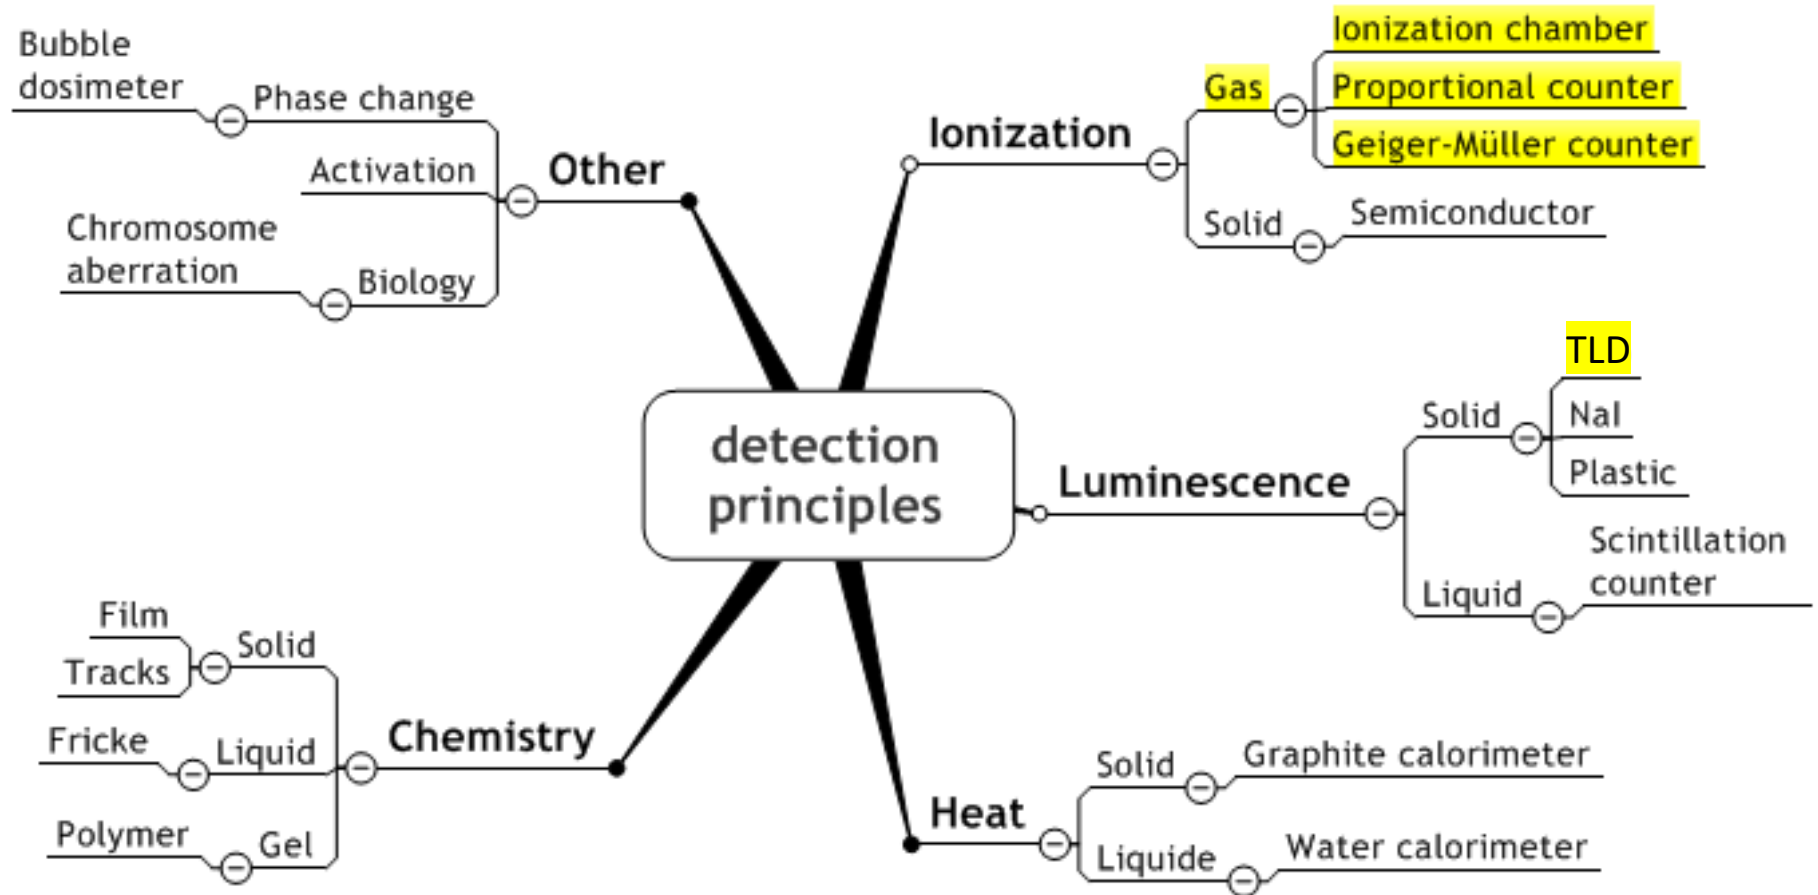 detection
principles
Ionization
Gas
Ionization chamber
Proportional counter
Geiger-Müller counter
Solid
Semiconductor
Luminescence
Solid
TLD
NaI
Plastic
Liquid
Scintillation
counter
Heat
Solid
Graphite calorimeter
Liquide
Water calorimeter
Other
Phase change
Bubble
dosimeter
Activation
Biology
Chromosome
aberration
Chemistry
Solid
Film
Tracks
Liquid
Fricke
Gel
Polymer